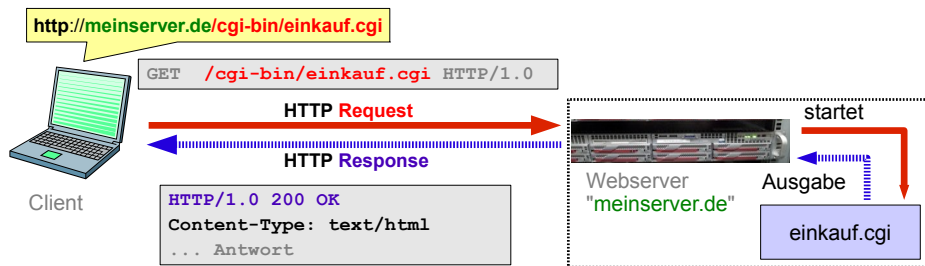 http://meinserver.de/cgi-bin/einkauf.cgi
GET /cgi-bin/einkauf.cgi HTTP/1.0
HTTP Request
startet
HTTP Response
Client
Webserver
"meinserver.de"
Ausgabe
einkauf.cgi
HTTP/1.0 200 OK
Content-Type: text/html
... Antwort